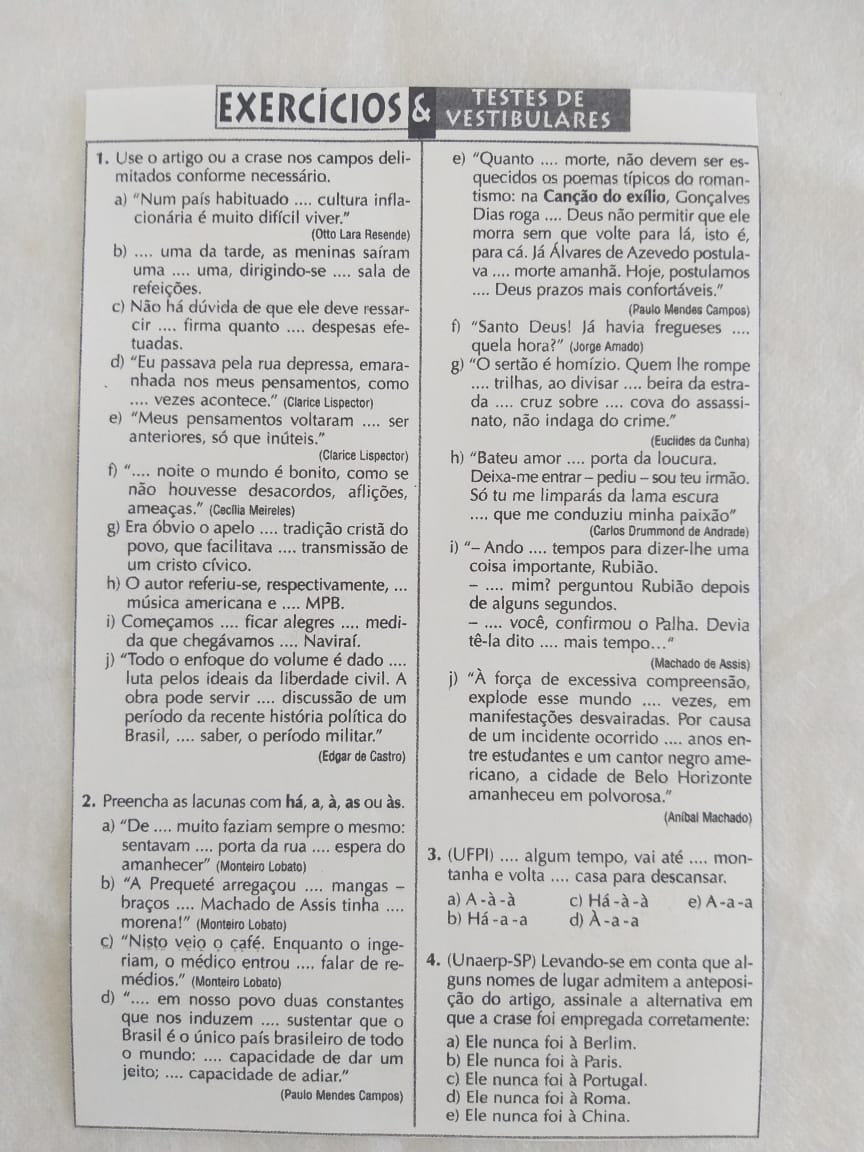 EXERCÍCIOS & TESTES DE
VESTIBULARES
1. Use o artigo ou a crase nos campos deli-
mitados conforme necessário.
a) “Num país habituado .... cultura infla-
cionária é muito difícil viver.”
(Otto Lara Resende)
b) .... uma da tarde, as meninas saíram
uma .... uma, dirigindo-se .... sala de
refeições.
c) Não há dúvida de que ele deve ressar-
cir .... firma quanto .... despesas efe-
tuadas.
d) “Eu passava pela rua depressa, emara-
nhada nos meus pensamentos, como
.... vezes acontece.” (Clarice Lispector)
e) “Meus pensamentos voltaram .... ser
anteriores, só que inúteis.”
(Clarice Lispector)
f) “.... noite o mundo é bonito, como se
não houvesse desacordos, aflições,
ameaças.” (Cecília Meireles)
g) Era óbvio o apelo .... tradição cristã do
povo, que facilitava .... transmissão de
um cristo cívico.
h) O autor referiu-se, respectivamente, ...
música americana e .... MPB.
i) Começamos .... ficar alegres .... medi-
da que chegávamos .... Naviraí.
j) “Todo o enfoque do volume é dado ....
luta pelos ideais da liberdade civil. A
obra pode servir .... discussão de um
período da recente história política do
Brasil, .... saber, o período militar.”
(Edgar de Castro)
2. Preencha as lacunas com há, a, à, as ou às.
a) “De .... muito faziam sempre o mesmo:
sentavam .... porta da rua .... espera do
amanhecer” (Monteiro Lobato)
b) “A Prequeté arregaçou .... mangas –
braços .... Machado de Assis tinha ....
morena!” (Monteiro Lobato)
c) “Nisto veio o café. Enquanto o inge-
riam, o médico entrou .... falar de re-
médios.” (Monteiro Lobato)
d) “.... em nosso povo duas constantes
que nos induzem .... sustentar que o
Brasil é o único país brasileiro de todo
o mundo: .... capacidade de dar um
jeito; .... capacidade de adiar.”
(Paulo Mendes Campos)
e) “Quanto .... morte, não devem ser es-
quecidos os poemas típicos do roman-
tismo: na Canção do exílio, Gonçalves
Dias roga .... Deus não permitir que ele
morra sem que volte para lá, isto é,
para cá. Já Álvares de Azevedo postula-
va .... morte amanhã. Hoje, postulamos
.... Deus prazos mais confortáveis.”
(Paulo Mendes Campos)
f) “Santo Deus! Já havia fregueses ....
quela hora?” (Jorge Amado)
g) “O sertão é homízio. Quem lhe rompe
.... trilhas, ao divisar .... beira da estra-
da .... cruz sobre .... cova do assassi-
nato, não indaga do crime.”
(Euclides da Cunha)
h) “Bateu amor .... porta da loucura.
Deixa-me entrar – pediu – sou teu irmão.
Só tu me limparás da lama escura
.... que me conduziu minha paixão”
(Carlos Drummond de Andrade)
i) “– Ando .... tempos para dizer-lhe uma
coisa importante, Rubião.
– .... mim? perguntou Rubião depois
de alguns segundos.
– .... você, confirmou o Palha. Devia
tê-la dito .... mais tempo...”
(Machado de Assis)
j) “À força de excessiva compreensão,
explode esse mundo .... vezes, em
manifestações desvairadas. Por causa
de um incidente ocorrido .... anos en-
tre estudantes e um cantor negro ame-
ricano, a cidade de Belo Horizonte
amanheceu em polvorosa.”
(Aníbal Machado)
3. (UFPI) .... algum tempo, vai até .... mon-
tanha e volta .... casa para descansar.
a) A - à - à c) Há - à - à e) A - a - a
b) Há - a - a d) À - a - a
4. (Unaerp-SP) Levando-se em conta que al-
guns nomes de lugar admitem a anteposi-
ção do artigo, assinale a alternativa em
que a crase foi empregada corretamente:
a) Ele nunca foi à Berlim.
b) Ele nunca foi à Paris.
c) Ele nunca foi à Portugal.
d) Ele nunca foi à Roma.
e) Ele nunca foi à China.